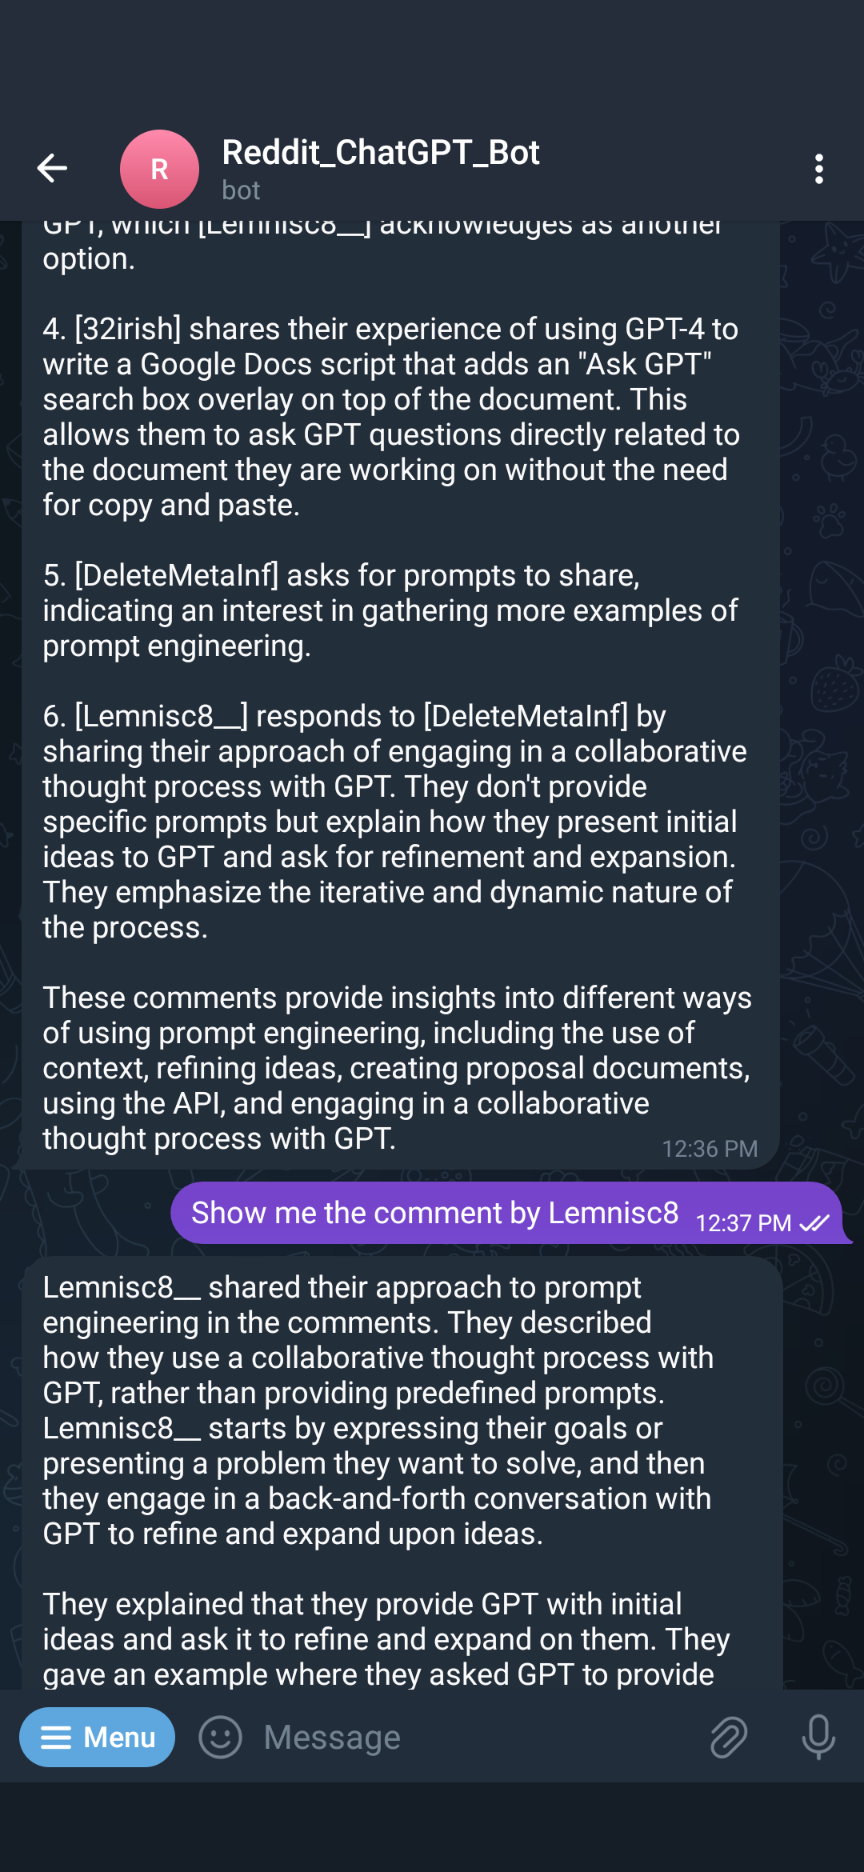 Reddit_ChatGPT_Bot
bot
GPT, which [Lemnisc8__] acknowledges as another
option.
4. [32irish] shares their experience of using GPT-4 to
write a Google Docs script that adds an "Ask GPT"
search box overlay on top of the document. This
allows them to ask GPT questions directly related to
the document they are working on without the need
for copy and paste.
5. [DeleteMetaInf] asks for prompts to share,
indicating an interest in gathering more examples of
prompt engineering.
6. [Lemnisc8__] responds to [DeleteMetaInf] by
sharing their approach of engaging in a collaborative
thought process with GPT. They don't provide
specific prompts but explain how they present initial
ideas to GPT and ask for refinement and expansion.
They emphasize the iterative and dynamic nature of
the process.
These comments provide insights into different ways
of using prompt engineering, including the use of
context, refining ideas, creating proposal documents,
using the API, and engaging in a collaborative
thought process with GPT.
12:36 PM
Show me the comment by Lemnisc8 12:37 PM
Lemnisc8__ shared their approach to prompt
engineering in the comments. They described
how they use a collaborative thought process with
GPT, rather than providing predefined prompts.
Lemnisc8__ starts by expressing their goals or
presenting a problem they want to solve, and then
they engage in a back-and-forth conversation with
GPT to refine and expand upon ideas.
They explained that they provide GPT with initial
ideas and ask it to refine and expand on them. They
gave an example where they asked GPT to provide
Menu Message
R